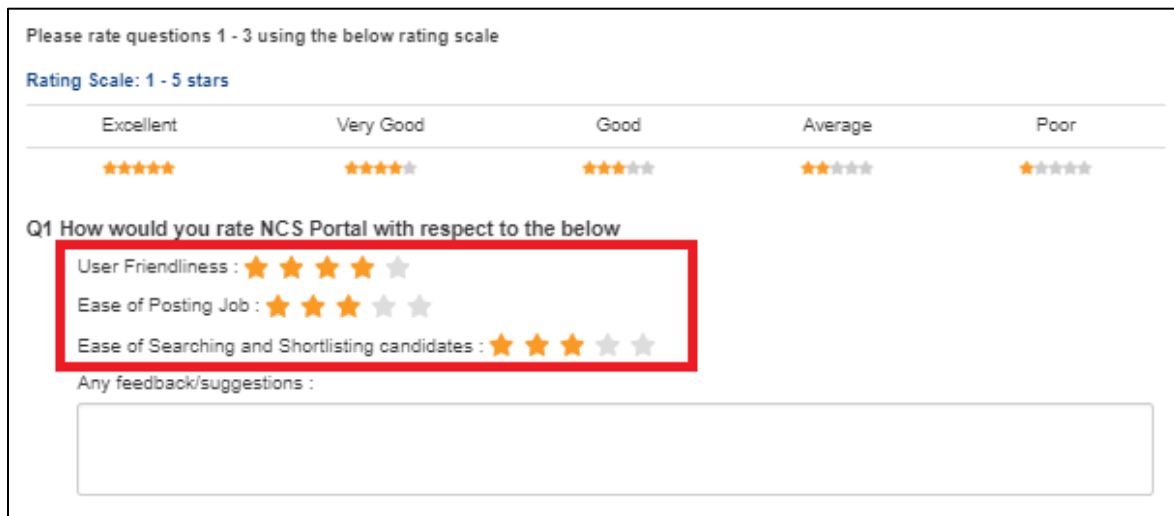 Please rate questions 1 - 3 using the below rating scale
Rating Scale: 1 - 5 stars
Excellent Very Good Good Average Poor
Q1 How would you rate NCS Portal with respect to the below
User Friendliness :
Ease of Posting Job :
Ease of Searching and Shortlisting candidates :
Any feedback/suggestions :